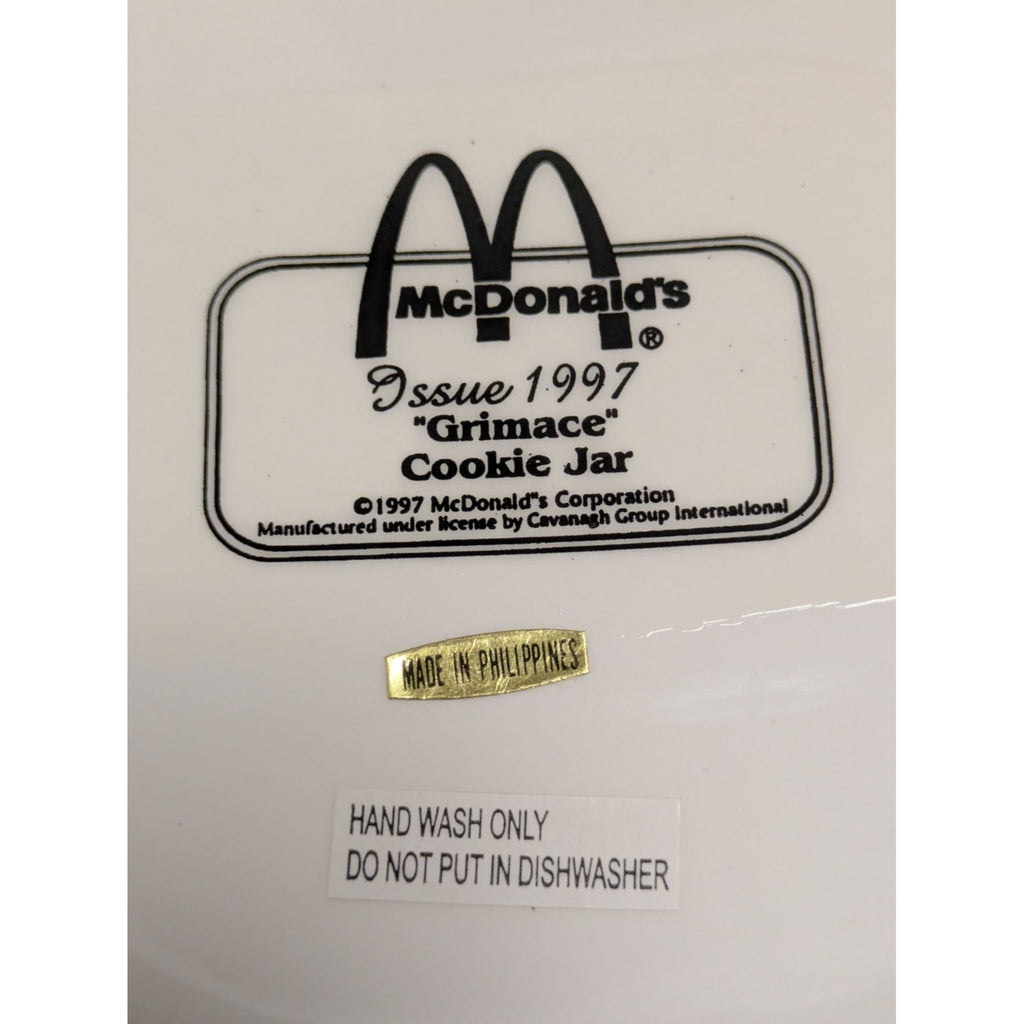 McDonald's
®
Issue 1997
"Grimace"
Cookie Jar
©1997 McDonald"s Corporation
Manufactured under license by Cavanagh Group International
MADE IN PHILIPPINES
HAND WASH ONLY
DO NOT PUT IN DISHWASHER